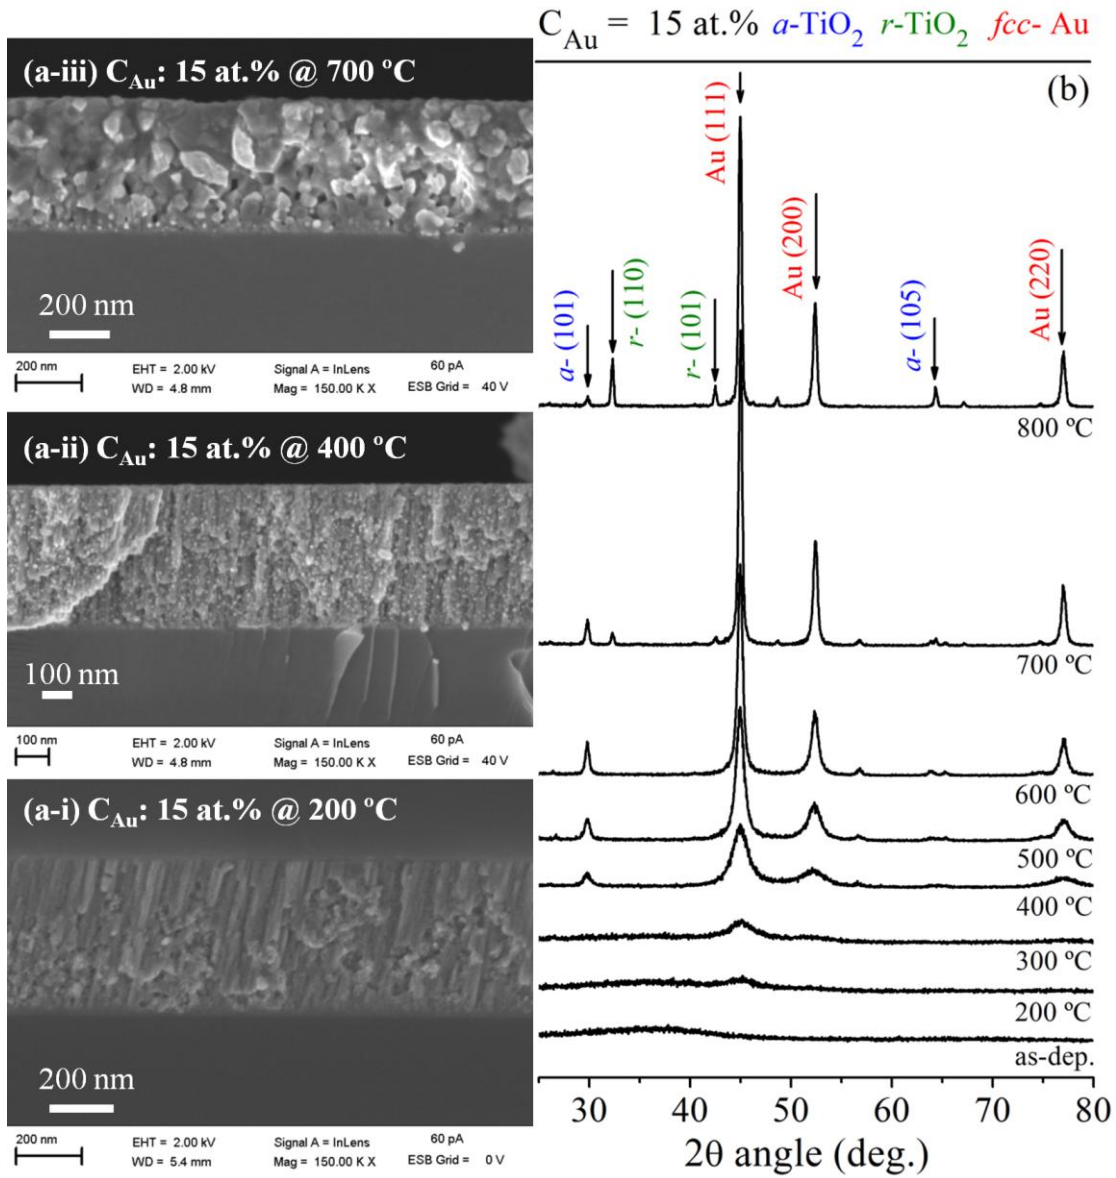 (a-iii) C_Au: 15 at.% @ 700 ºC
200 nm
200 nm
EHT = 2.00 kV
Signal A = InLens
60 pA
WD = 4.8 mm
Mag = 150.00 K X
ESB Grid = 40 V
(a-ii) C_Au: 15 at.% @ 400 ºC
100 nm
100 nm
EHT = 2.00 kV
Signal A = InLens
60 pA
WD = 4.8 mm
Mag = 150.00 K X
ESB Grid = 40 V
(a-i) C_Au: 15 at.% @ 200 ºC
200 nm
200 nm
EHT = 2.00 kV
Signal A = InLens
60 pA
WD = 5.4 mm
Mag = 150.00 K X
ESB Grid = 0 V
C_Au = 15 at.% a-TiO₂ r-TiO₂ fcc- Au
(b)
a- (101)
r- (110)
r- (101)
Au (111)
Au (200)
a- (105)
Au (220)
800 ºC
700 ºC
600 ºC
500 ºC
400 ºC
300 ºC
200 ºC
as-dep.
30 40 50 60 70 80
2θ angle (deg.)